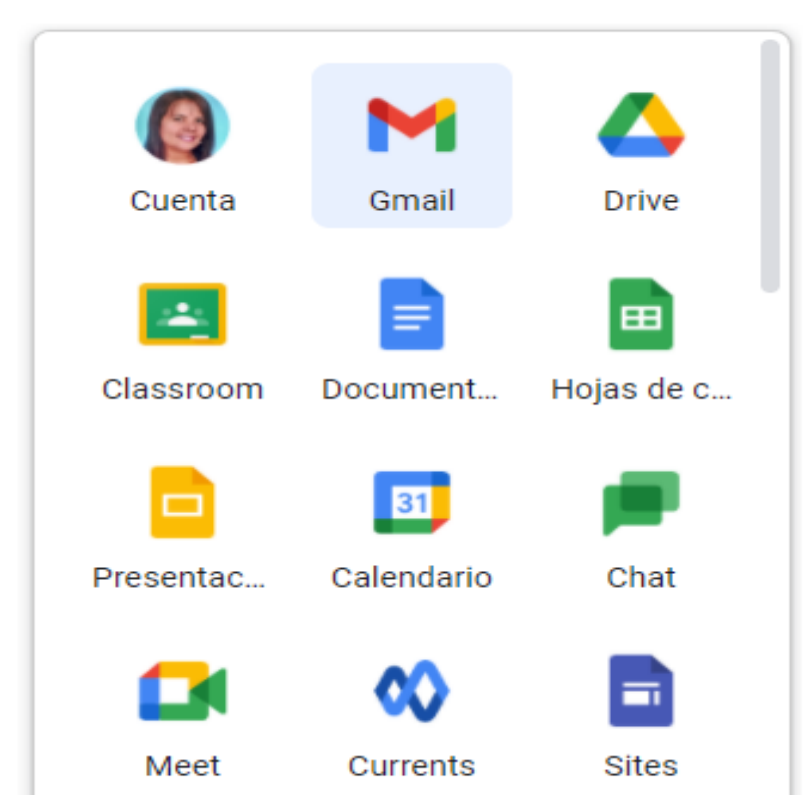 Cuenta Gmail Drive
Classroom Document... Hojas de c...
31
Presentac... Calendario Chat
Meet Currents Sites